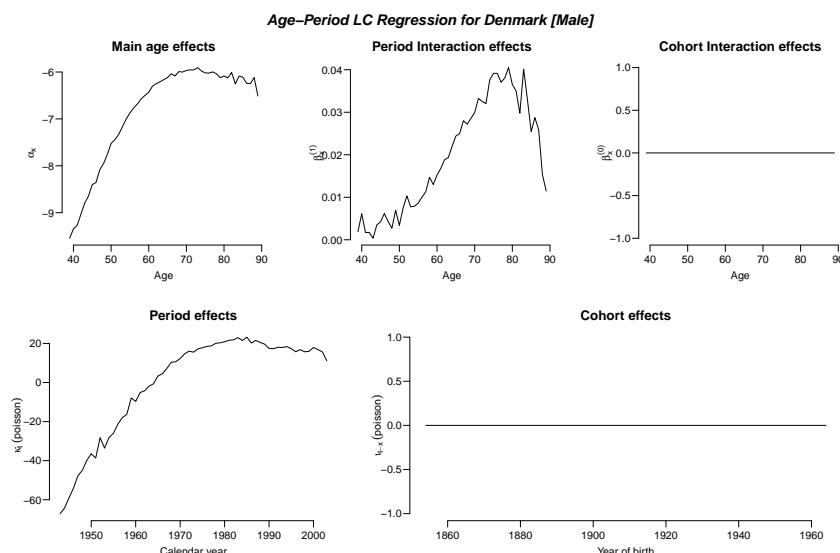 Age–Period LC Regression for Denmark [Male]
Main age effects
αx
−6
−7
−8
−9
40 50 60 70 80 90
Age
Period Interaction effects
βx(1)
0.04
0.03
0.02
0.01
0.00
40 50 60 70 80 90
Age
Cohort Interaction effects
βx(0)
1.0
0.5
0.0
−0.5
−1.0
40 50 60 70 80 90
Age
Period effects
κt (poisson)
20
0
−20
−40
−60
1950 1960 1970 1980 1990 2000
Calendar year
Cohort effects
ιt−x (poisson)
1.0
0.5
0.0
−0.5
−1.0
1860 1880 1900 1920 1940 1960
Year of birth